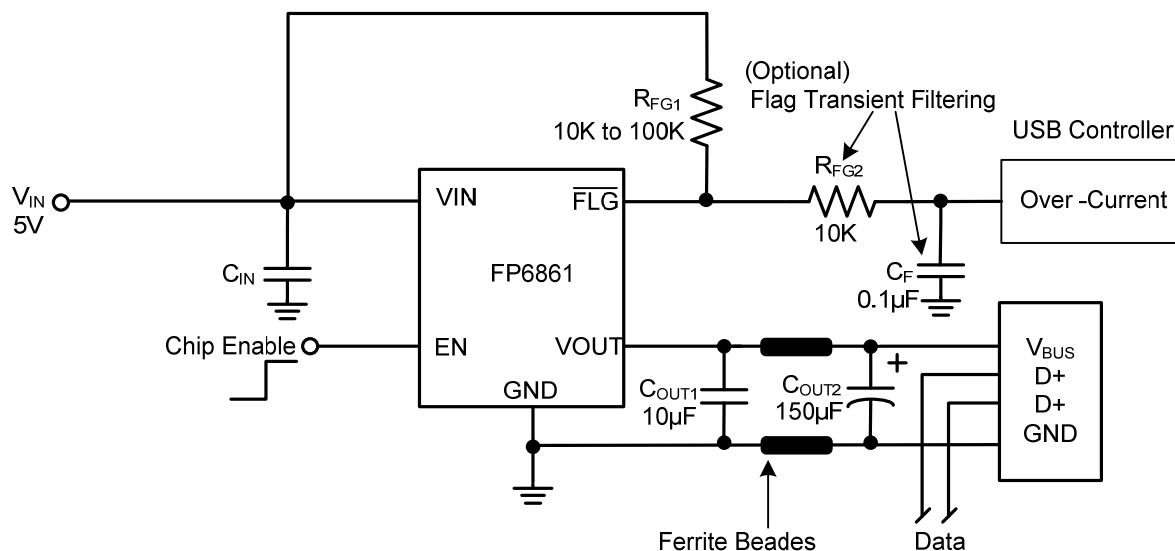 (Optional)
Flag Transient Filtering
RFG1
10K to 100K
USB Controller
RFG2
VIN
5V
VIN
FLG
10K
Over -Current
CIN
FP6861
CF
0.1µF
Chip Enable
EN
VOUT
GND
COUT1
10µF
COUT2
150µF
+
VBUS
D+
D+
GND
Ferrite Beades
Data